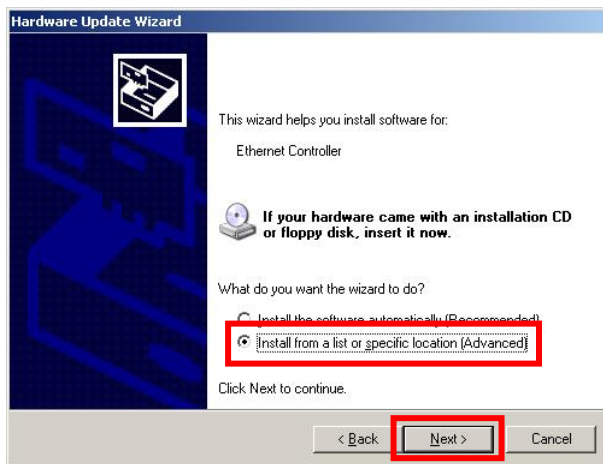 Hardware Update Wizard
This wizard helps you install software for:
Ethernet Controller
If your hardware came with an installation CD
or floppy disk, insert it now.
What do you want the wizard to do?
Install the software automatically (Recommended)
Install from a list or specific location (Advanced)
Click Next to continue.
< Back Next > Cancel